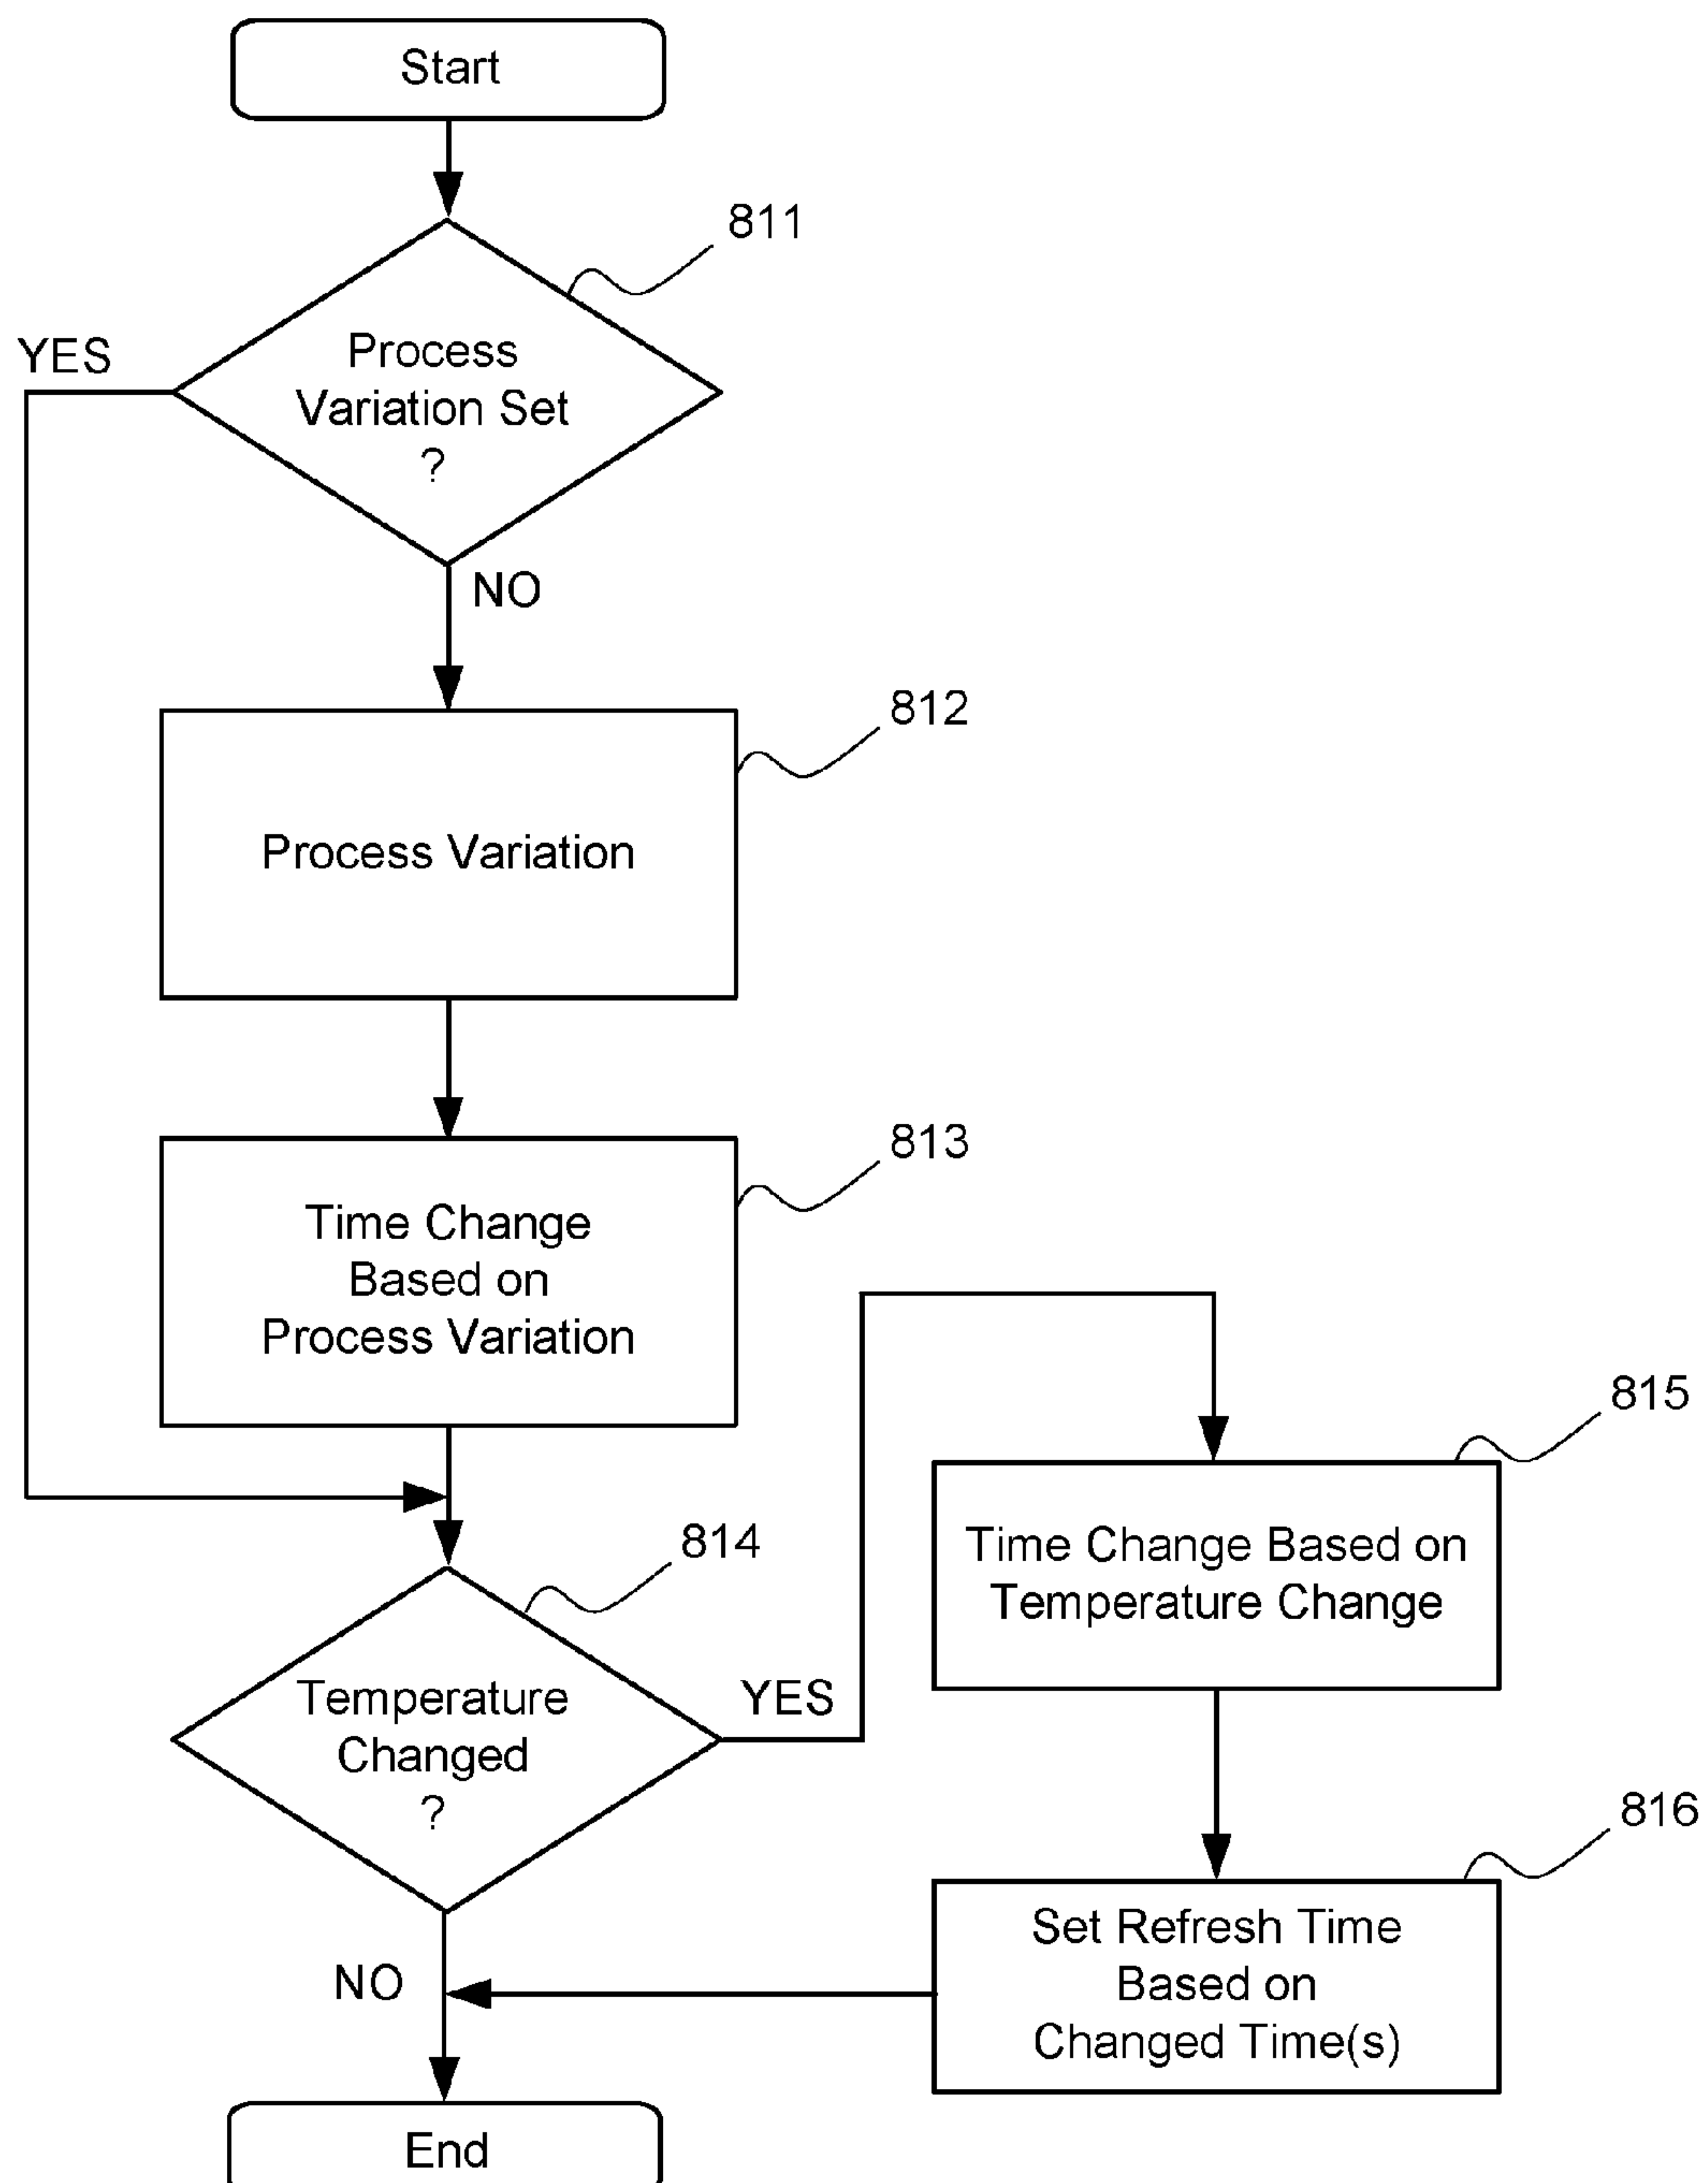 Start
811
YES
Process
Variation Set
?
NO
812
Process Variation
813
Time Change
Based on
Process Variation
815
Time Change Based on
Temperature Change
814
Temperature
Changed
?
YES
816
Set Refresh Time
Based on
Changed Time(s)
NO
End